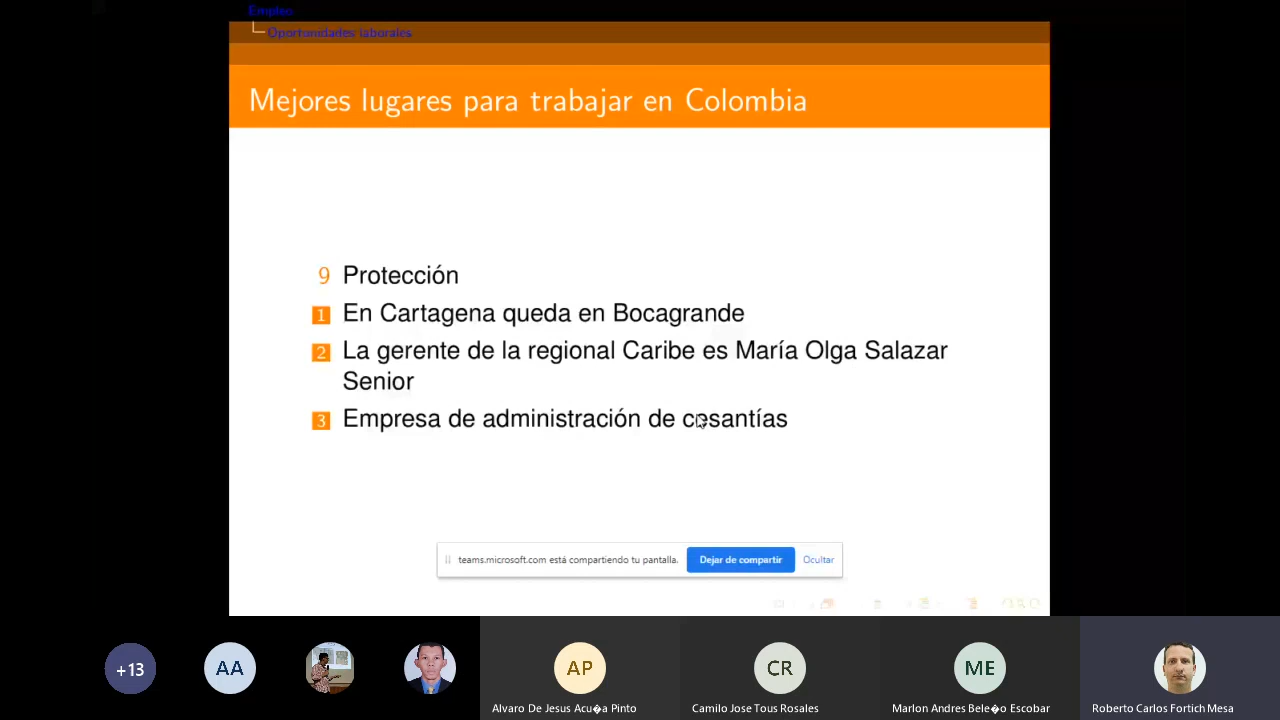 Empleo
Oportunidades laborales
Mejores lugares para trabajar en Colombia
9 Protección
1 En Cartagena queda en Bocagrande
2 La gerente de la regional Caribe es María Olga Salazar
Senior
3 Empresa de administración de cesantías
teams.microsoft.com está compartiendo tu pantalla. Dejar de compartir Ocultar
+13 AA AP CR ME
Alvaro De Jesus Acu�a Pinto Camilo Jose Tous Rosales Marlon Andres Bele�o Escobar Roberto Carlos Fortich Mesa